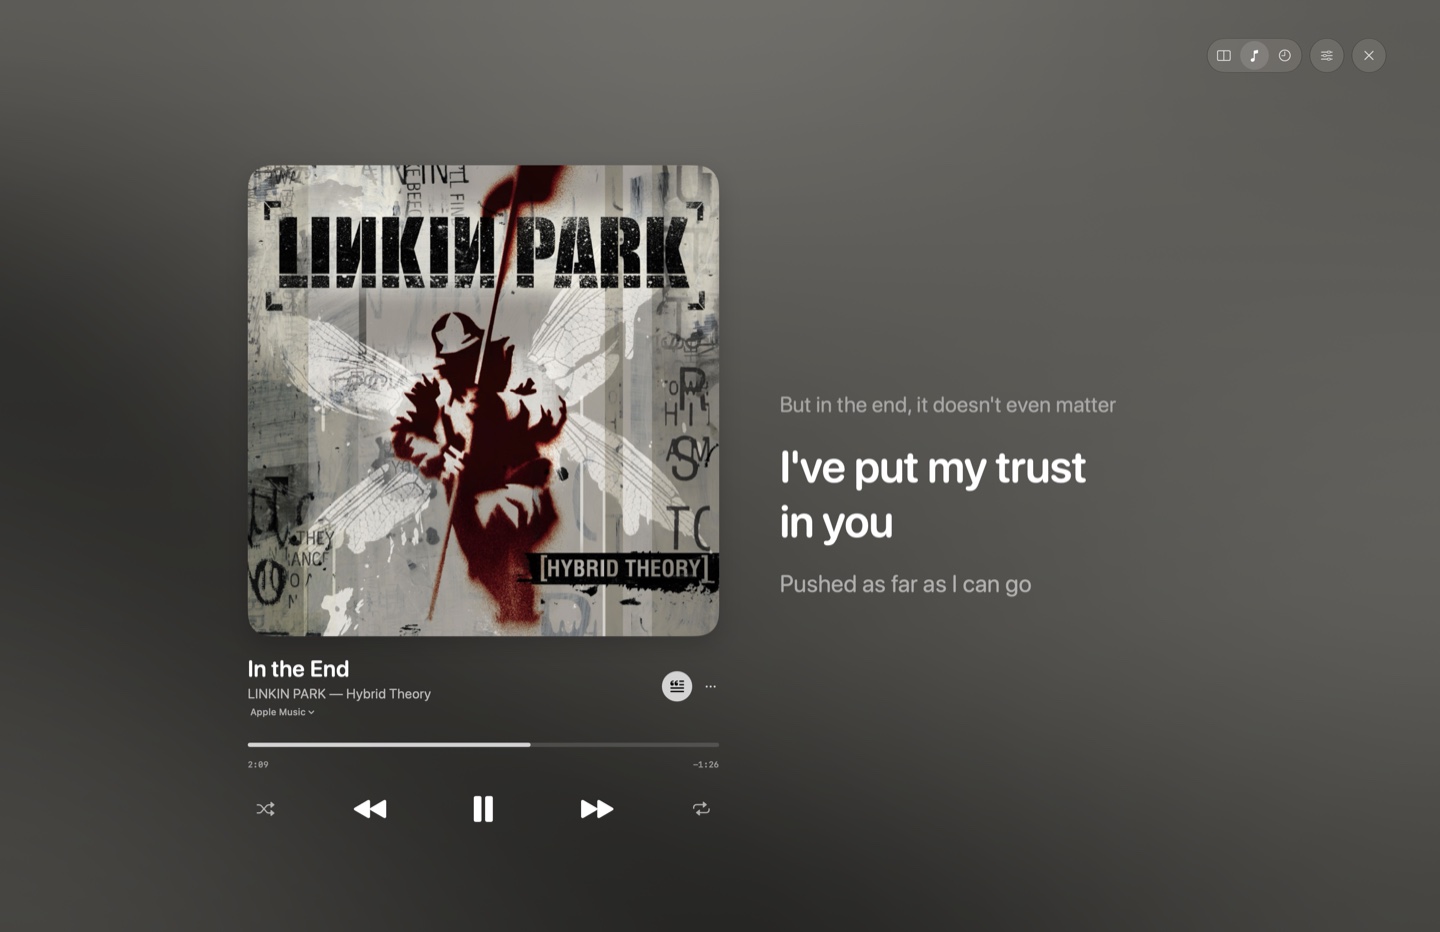 LINKIN PARK
[HYBRID THEORY]
THEY
In the End
LINKIN PARK — Hybrid Theory
Apple Music
2:09
−1:26
But in the end, it doesn't even matter
I've put my trust
in you
Pushed as far as I can go